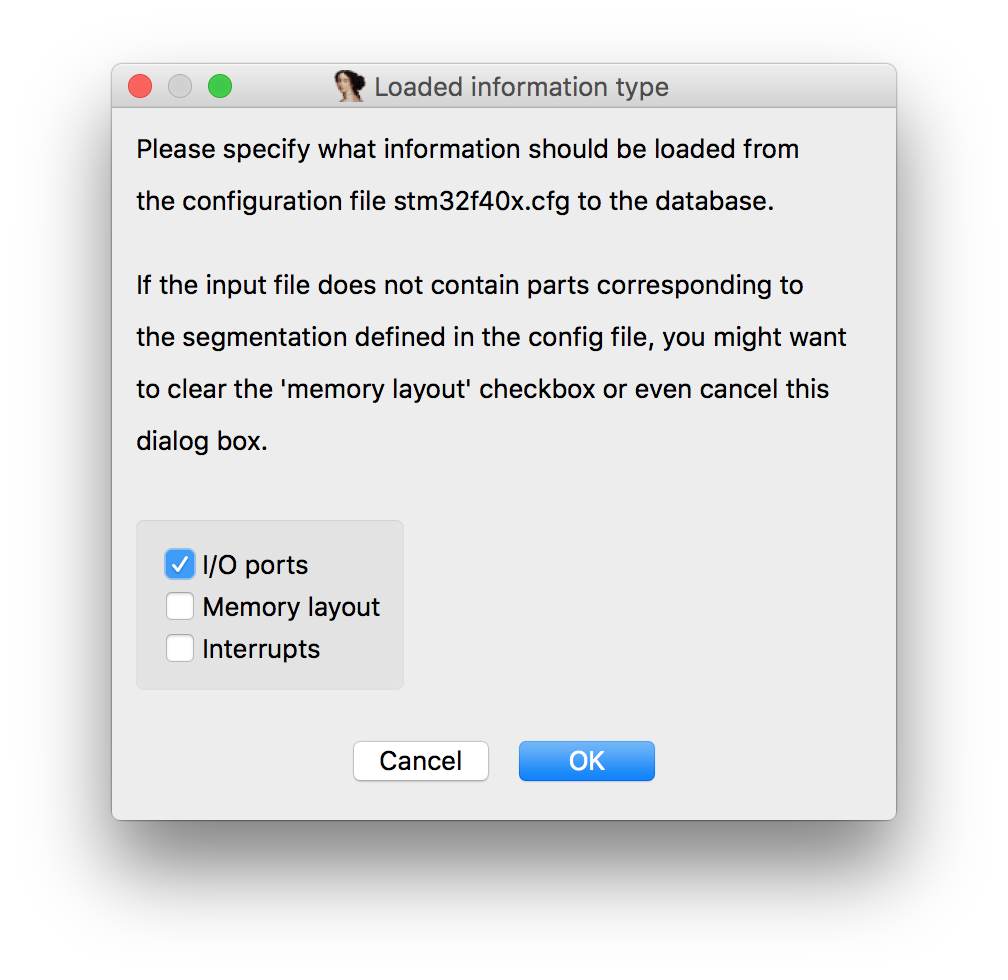 Loaded information type
Please specify what information should be loaded from
the configuration file stm32f40x.cfg to the database.
If the input file does not contain parts corresponding to
the segmentation defined in the config file, you might want
to clear the 'memory layout' checkbox or even cancel this
dialog box.
I/O ports
Memory layout
Interrupts
Cancel
OK